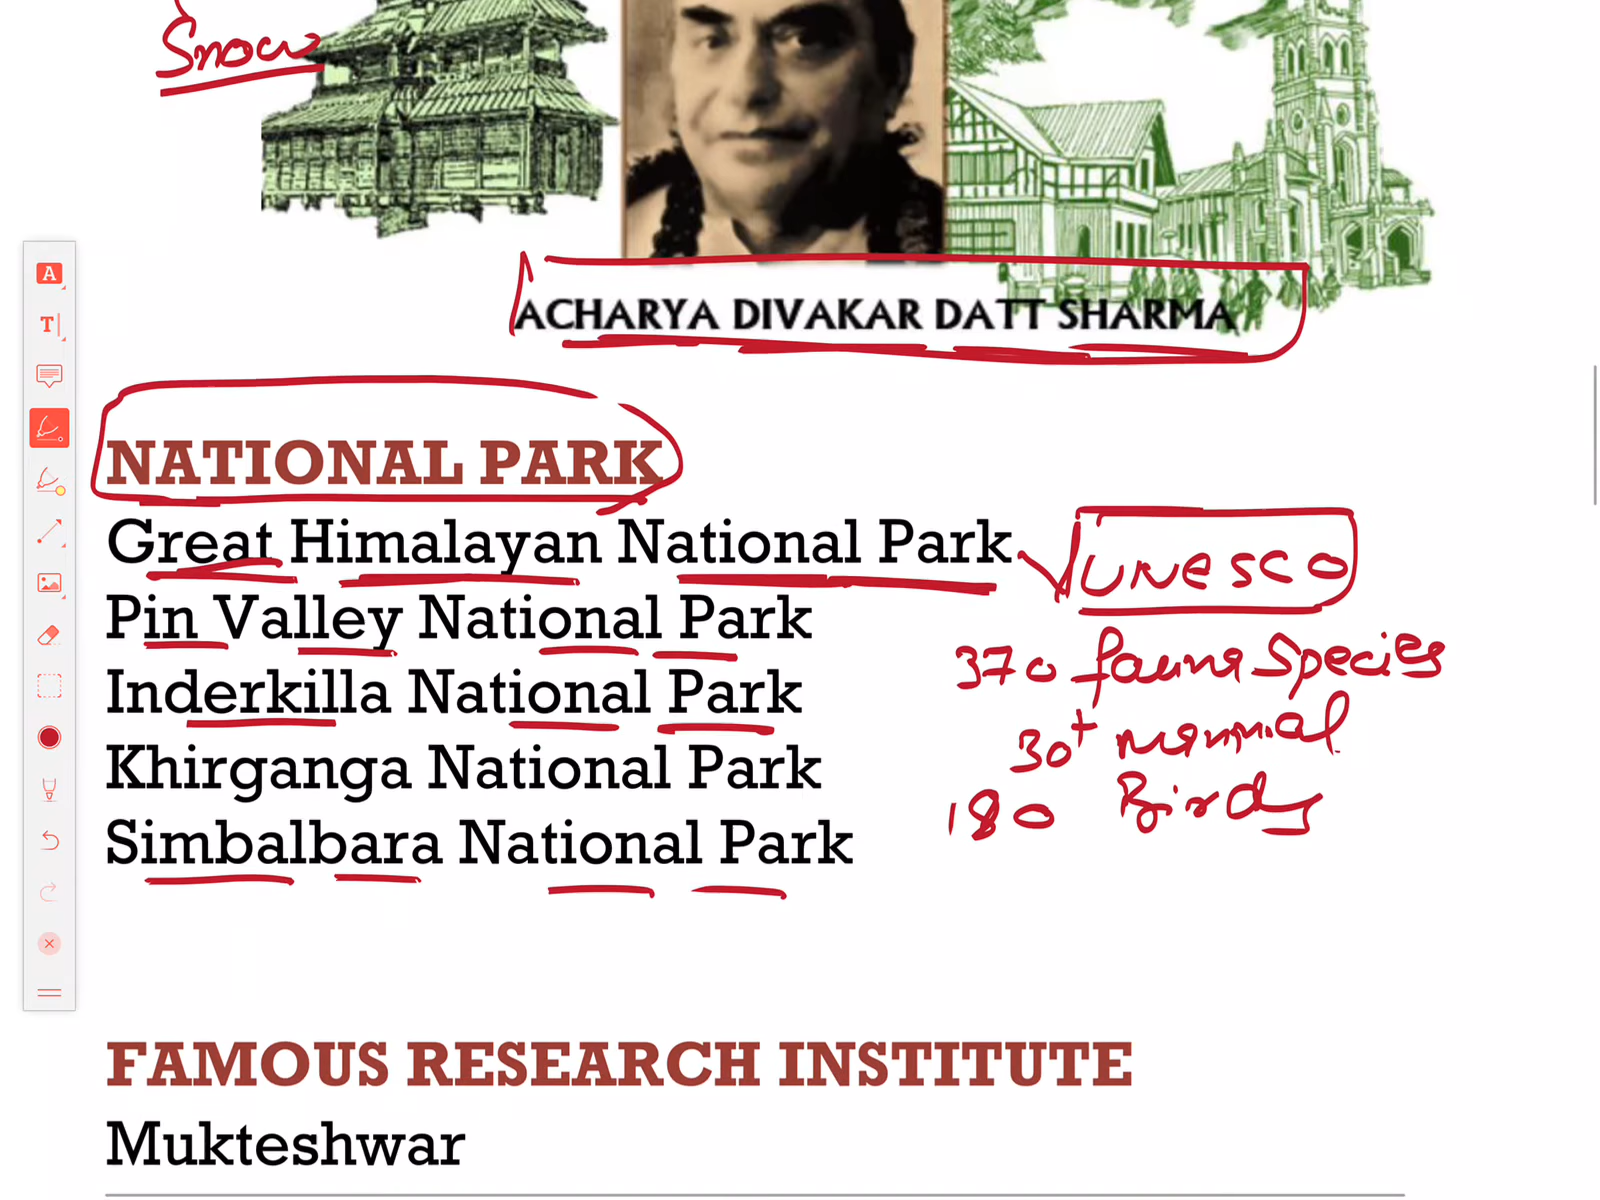 Snow
ACHARYA DIVAKAR DATT SHARMA
NATIONAL PARK
Great Himalayan National Park UNESCO
Pin Valley National Park
370 fauna Species
Inderkilla National Park
30+ mammal
Khirganga National Park
180 Birds
Simbalbara National Park
FAMOUS RESEARCH INSTITUTE
Mukteshwar